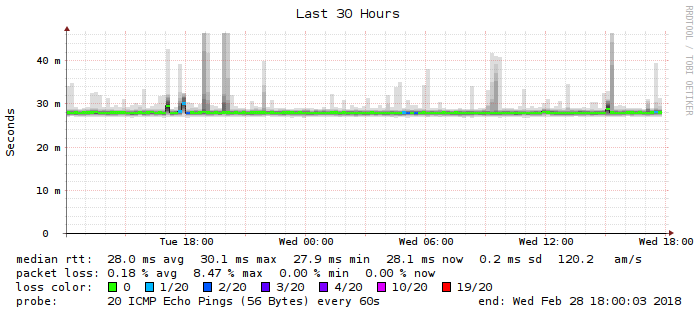 Last 30 Hours
RRDTOOL / TOBI OETIKER
Seconds
40 m
30 m
20 m
10 m
0
Tue 18:00 Wed 00:00 Wed 06:00 Wed 12:00 Wed 18:00
median rtt: 28.0 ms avg 30.1 ms max 27.9 ms min 28.1 ms now 0.2 ms sd 120.2 am/s
packet loss: 0.18 % avg 8.47 % max 0.00 % min 0.00 % now
loss color: 0 1/20 2/20 3/20 4/20 10/20 19/20
probe: 20 ICMP Echo Pings (56 Bytes) every 60s end: Wed Feb 28 18:00:03 2018